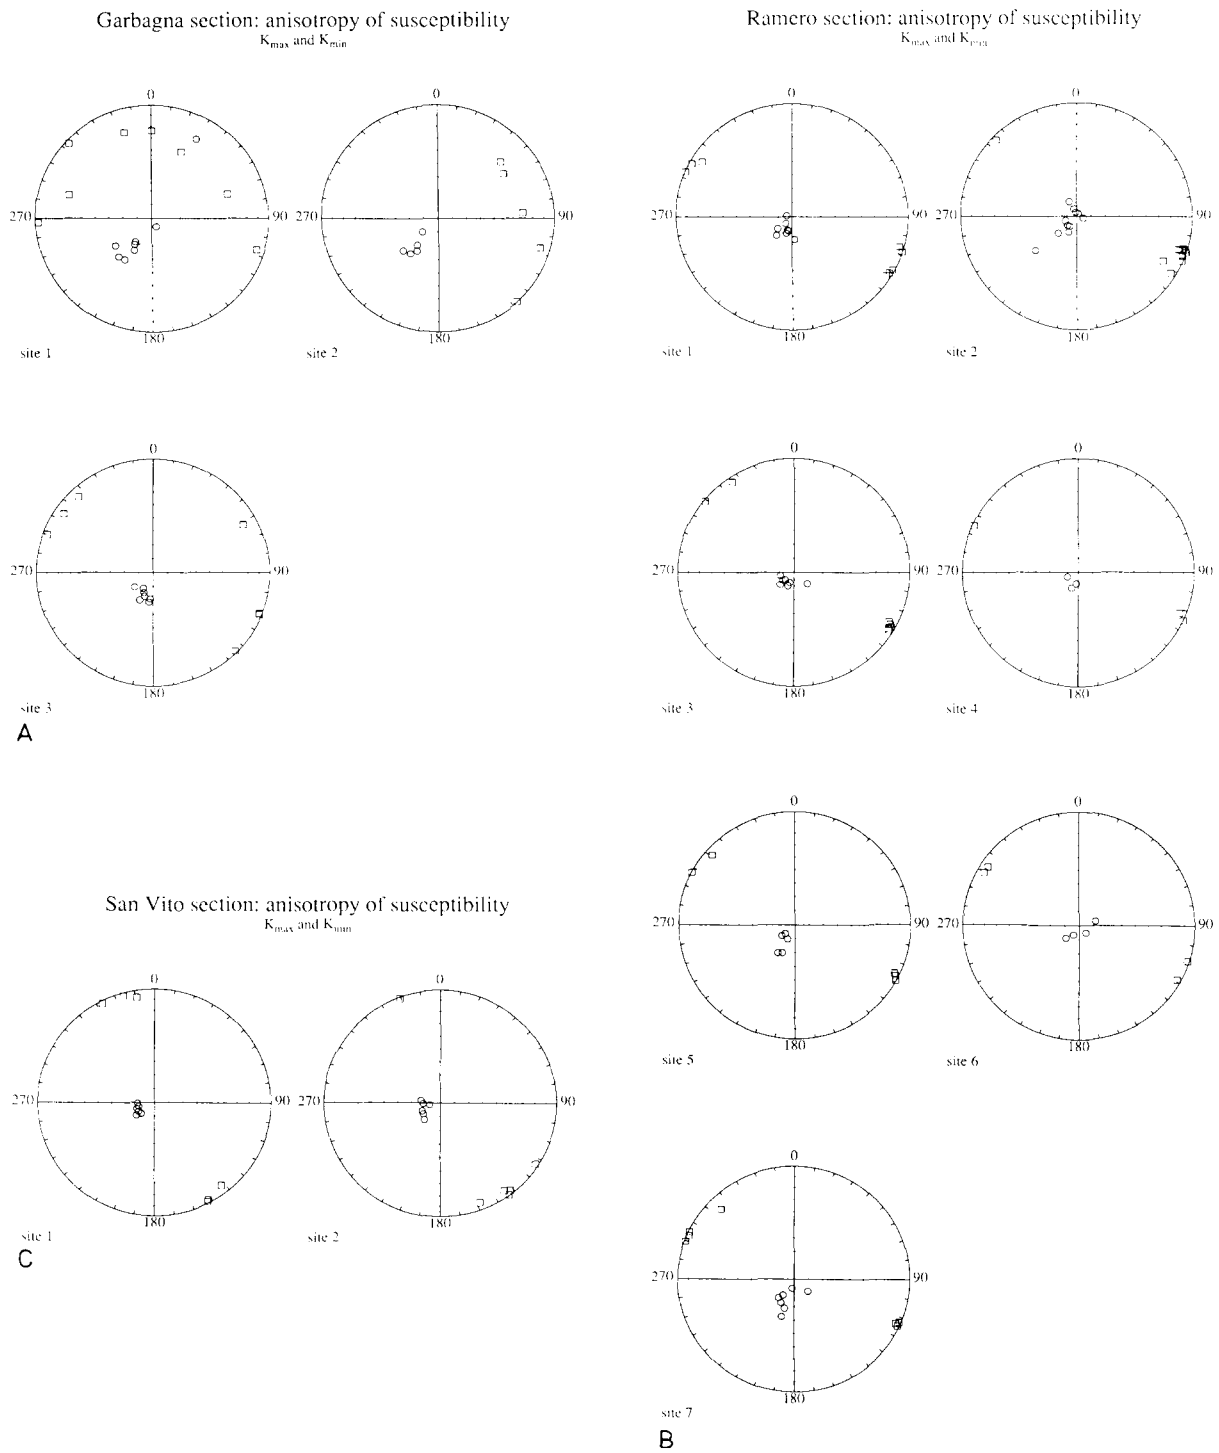 Garbagna section: anisotropy of susceptibility
Kmax and Kmin
0
270
90
180
site 1
0
270
90
180
site 2
0
270
90
180
site 3
A
Ramero section: anisotropy of susceptibility
Kmax and Kmin
0
270
90
180
site 1
0
270
90
180
site 2
0
270
90
180
site 3
0
270
90
180
site 4
0
270
90
180
site 5
0
270
90
180
site 6
0
270
90
180
site 7
B
San Vito section: anisotropy of susceptibility
Kmax and Kmin
0
270
90
180
site 1
0
270
90
180
site 2
C